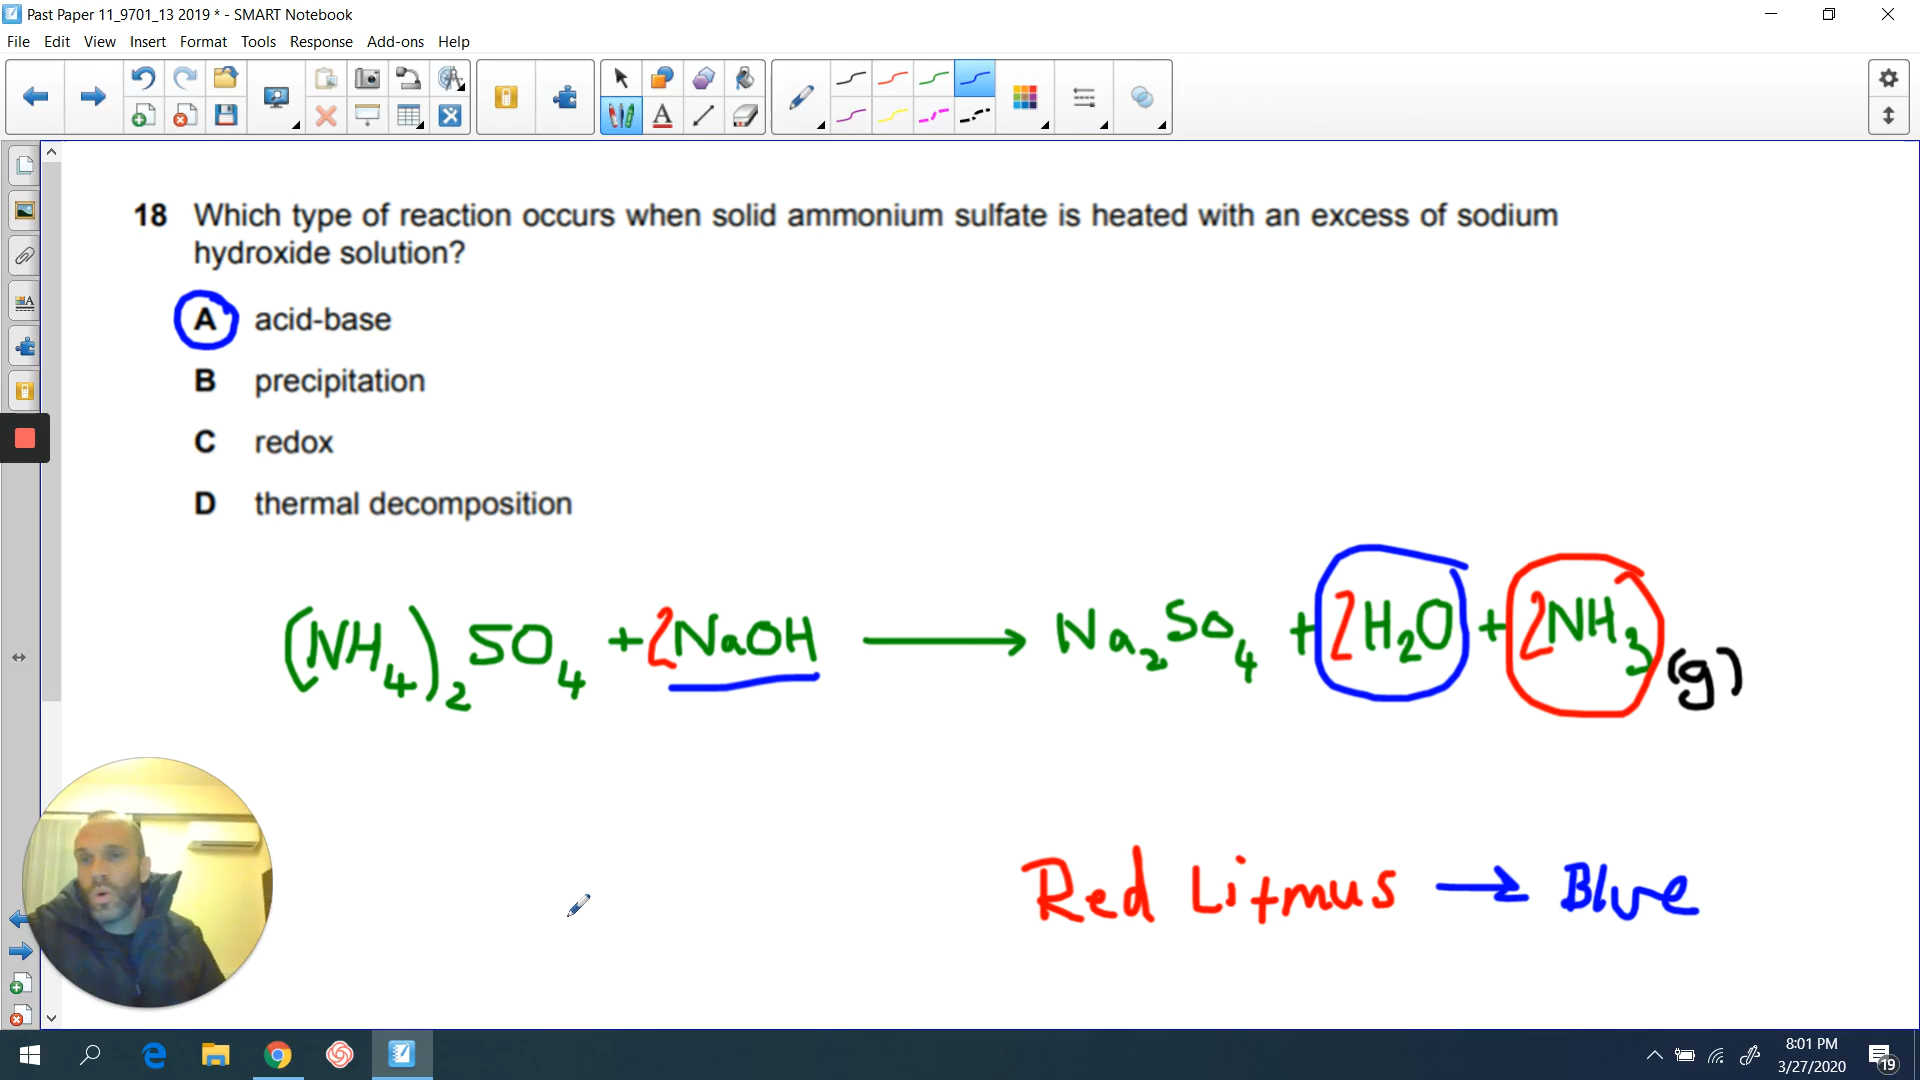 Past Paper 11_9701_13 2019 * - SMART Notebook
File Edit View Insert Format Tools Response Add-ons Help
18 Which type of reaction occurs when solid ammonium sulfate is heated with an excess of sodium
hydroxide solution?
A acid-base
B precipitation
C redox
D thermal decomposition
(NH₄)₂SO₄ + 2NaOH ⟶ Na₂SO₄ + 2H₂O + 2NH₃(g)
Red Litmus → Blue
8:01 PM
3/27/2020
19